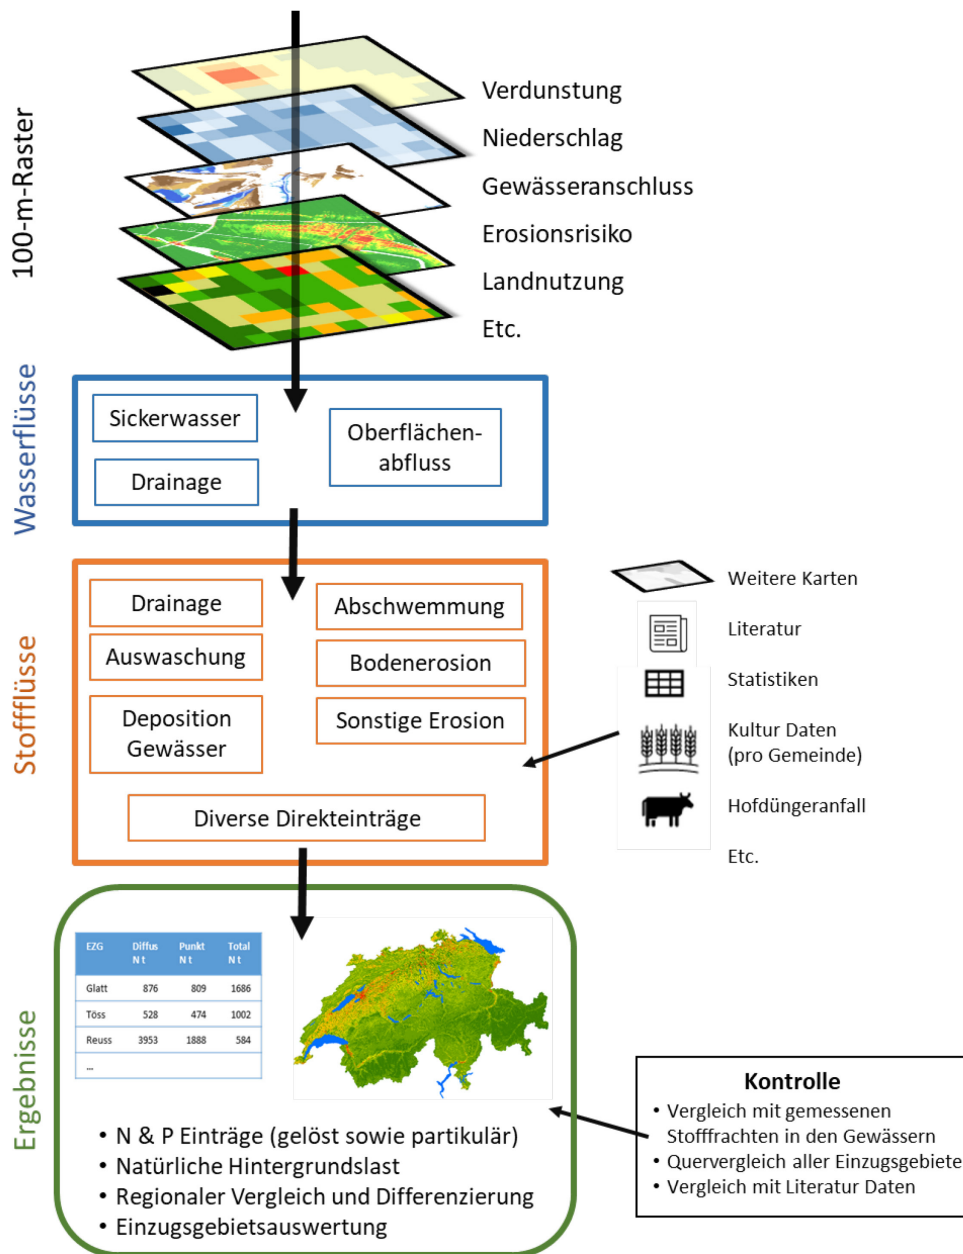 100-m-Raster
Verdunstung
Niederschlag
Gewässeranschluss
Erosionsrisiko
Landnutzung
Etc.
Wasserflüsse
Sickerwasser
Drainage
Oberflächen-
abfluss
Stoffflüsse
Drainage
Auswaschung
Deposition
Gewässer
Abschwemmung
Bodenerosion
Sonstige Erosion
Diverse Direkteinträge
Weitere Karten
Literatur
Statistiken
Kultur Daten
(pro Gemeinde)
Hofdüngeranfall
Etc.
Ergebnisse
EZG Diffus Punkt Total
N t N t N t
Glatt 876 809 1686
Töss 528 474 1002
Reuss 3953 1888 584
...
• N & P Einträge (gelöst sowie partikulär)
• Natürliche Hintergrundslast
• Regionaler Vergleich und Differenzierung
• Einzugsgebietsauswertung
Kontrolle
• Vergleich mit gemessenen
Stofffrachten in den Gewässern
• Quervergleich aller Einzugsgebiete
• Vergleich mit Literatur Daten